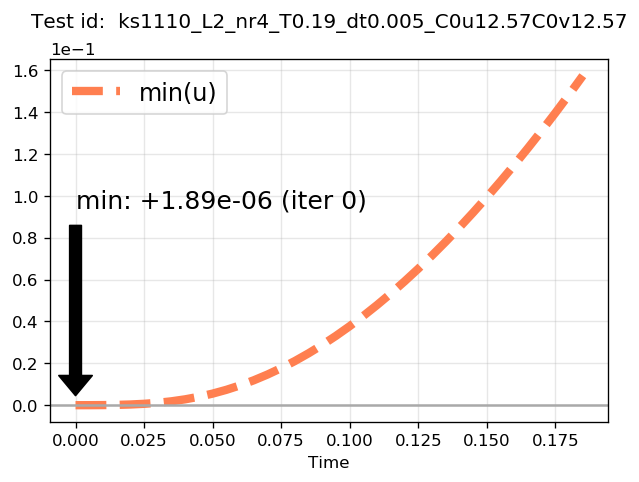 Test id:  ks1110_L2_nr4_T0.19_dt0.005_C0u12.57C0v12.57
1e−1
min(u)
min: +1.89e-06 (iter 0)
1.6
1.4
1.2
1.0
0.8
0.6
0.4
0.2
0.0
0.000 0.025 0.050 0.075 0.100 0.125 0.150 0.175
Time